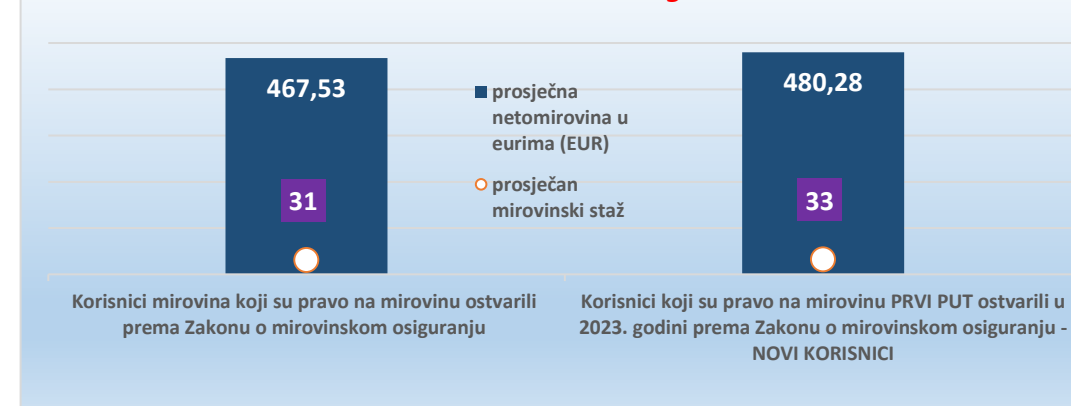 467,53
31
prosječna
netomirovina u
eurima (EUR)
prosječan
mirovinski staž
480,28
33
Korisnici mirovina koji su pravo na mirovinu ostvarili
prema Zakonu o mirovinskom osiguranju
Korisnici koji su pravo na mirovinu PRVI PUT ostvarili u
2023. godini prema Zakonu o mirovinskom osiguranju -
NOVI KORISNICI